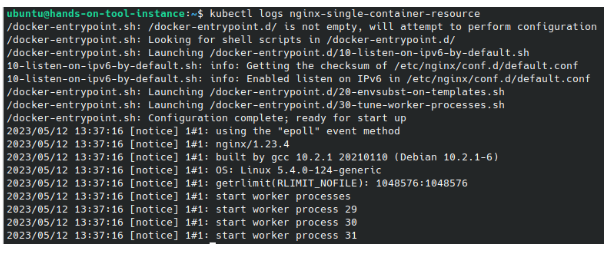 ubuntu@hands-on-tool-instance:~$ kubectl logs nginx-single-container-resource
/docker-entrypoint.sh: /docker-entrypoint.d/ is not empty, will attempt to perform configuration
/docker-entrypoint.sh: Looking for shell scripts in /docker-entrypoint.d/
/docker-entrypoint.sh: Launching /docker-entrypoint.d/10-listen-on-ipv6-by-default.sh
10-listen-on-ipv6-by-default.sh: info: Getting the checksum of /etc/nginx/conf.d/default.conf
10-listen-on-ipv6-by-default.sh: info: Enabled listen on IPv6 in /etc/nginx/conf.d/default.conf
/docker-entrypoint.sh: Launching /docker-entrypoint.d/20-envsubst-on-templates.sh
/docker-entrypoint.sh: Launching /docker-entrypoint.d/30-tune-worker-processes.sh
/docker-entrypoint.sh: Configuration complete; ready for start up
2023/05/12 13:37:16 [notice] 1#1: using the "epoll" event method
2023/05/12 13:37:16 [notice] 1#1: nginx/1.23.4
2023/05/12 13:37:16 [notice] 1#1: built by gcc 10.2.1 20210110 (Debian 10.2.1-6)
2023/05/12 13:37:16 [notice] 1#1: OS: Linux 5.4.0-124-generic
2023/05/12 13:37:16 [notice] 1#1: getrlimit(RLIMIT_NOFILE): 1048576:1048576
2023/05/12 13:37:16 [notice] 1#1: start worker processes
2023/05/12 13:37:16 [notice] 1#1: start worker process 29
2023/05/12 13:37:16 [notice] 1#1: start worker process 30
2023/05/12 13:37:16 [notice] 1#1: start worker process 31